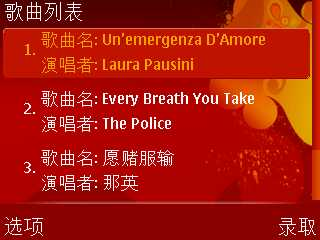 歌曲列表
1. 歌曲名: Un'emergenza D'Amore
演唱者: Laura Pausini
2. 歌曲名: Every Breath You Take
演唱者: The Police
3. 歌曲名: 愿赌服输
演唱者: 那英
选项 录取